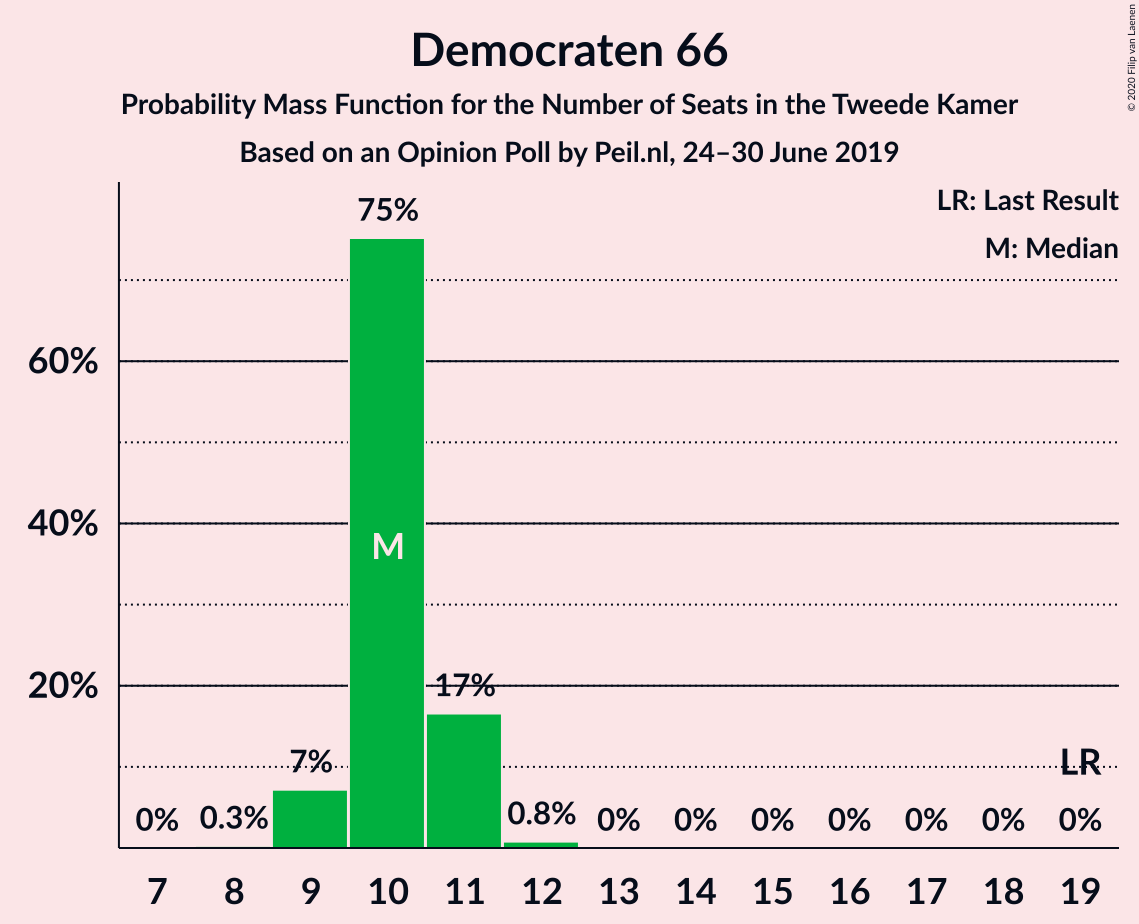 Democraten 66
Probability Mass Function for the Number of Seats in the Tweede Kamer
Based on an Opinion Poll by Peil.nl, 24–30 June 2019
© 2020 Filip van Laenen
LR: Last Result
M: Median
75%
60%
40%
M
20%
17%
7%
LR
0% 0.3% 0.8% 0% 0% 0% 0% 0% 0% 0%
7 8 9 10 11 12 13 14 15 16 17 18 19